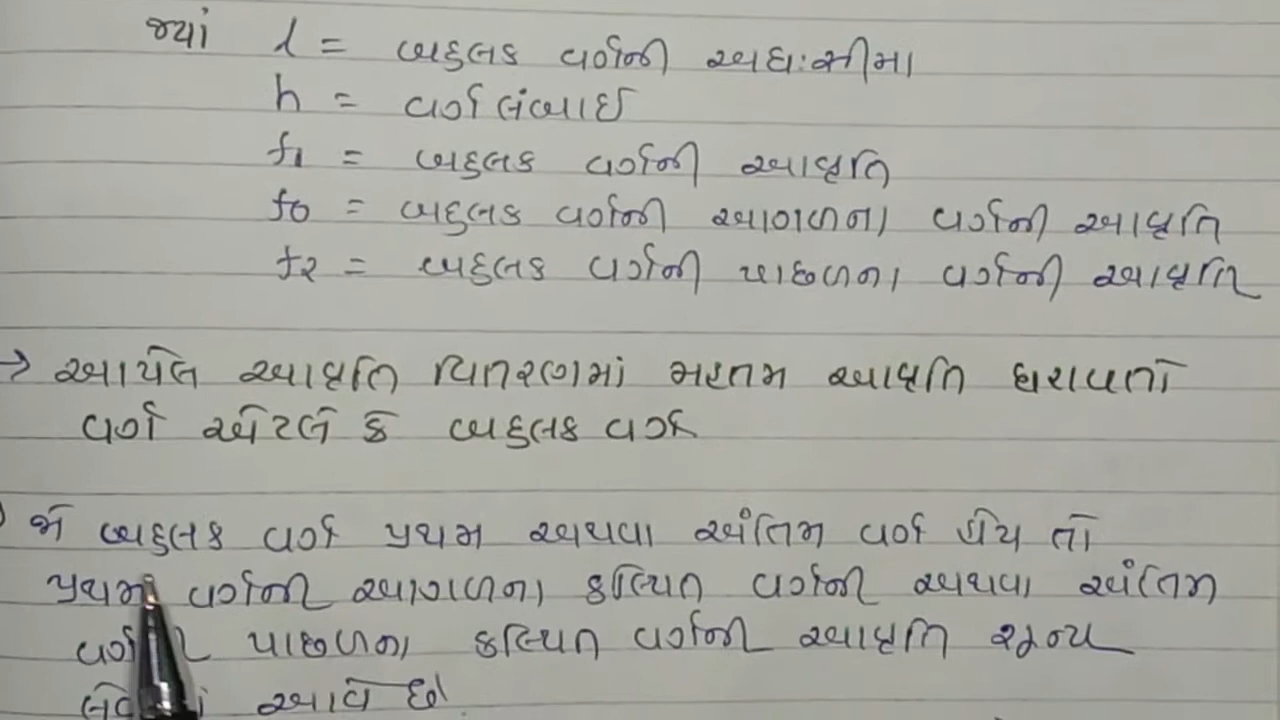 જ્યાં l = બહુલક વર્ગની અધઃસીમા
h = વર્ગલંબાઈ
f1 = બહુલક વર્ગની આવૃત્તિ
f0 = બહુલક વર્ગની આગળના વર્ગની આવૃત્તિ
f2 = બહુલક વર્ગની પાછળના વર્ગની આવૃત્તિ
→ આપેલ આવૃત્તિ વિતરણમાં મહત્તમ આવૃત્તિ ધરાવતો
વર્ગ એટલે કે બહુલક વર્ગ
જો બહુલક વર્ગ પ્રથમ અથવા અંતિમ વર્ગ હોય તો
પ્રથમ વર્ગની આગળના કલ્પિત વર્ગની અથવા અંતિમ
પાછળના કલ્પિત વર્ગની આવૃત્તિ શૂન્ય
આવે છે